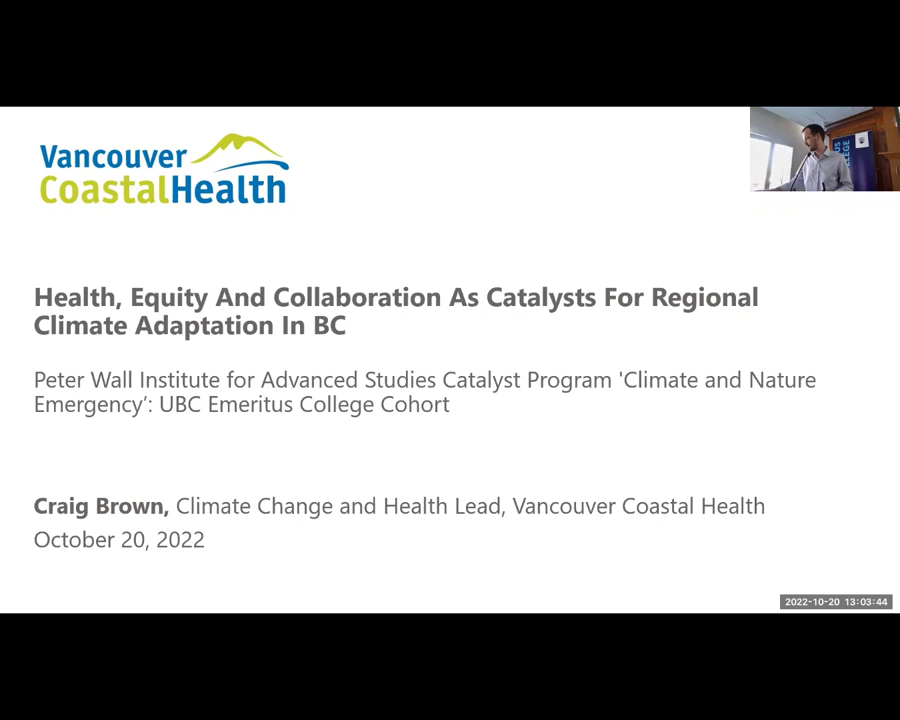 Vancouver
CoastalHealth
Health, Equity And Collaboration As Catalysts For Regional
Climate Adaptation In BC
Peter Wall Institute for Advanced Studies Catalyst Program 'Climate and Nature
Emergency’: UBC Emeritus College Cohort
Craig Brown, Climate Change and Health Lead, Vancouver Coastal Health
October 20, 2022
2022-10-20 13:03:44